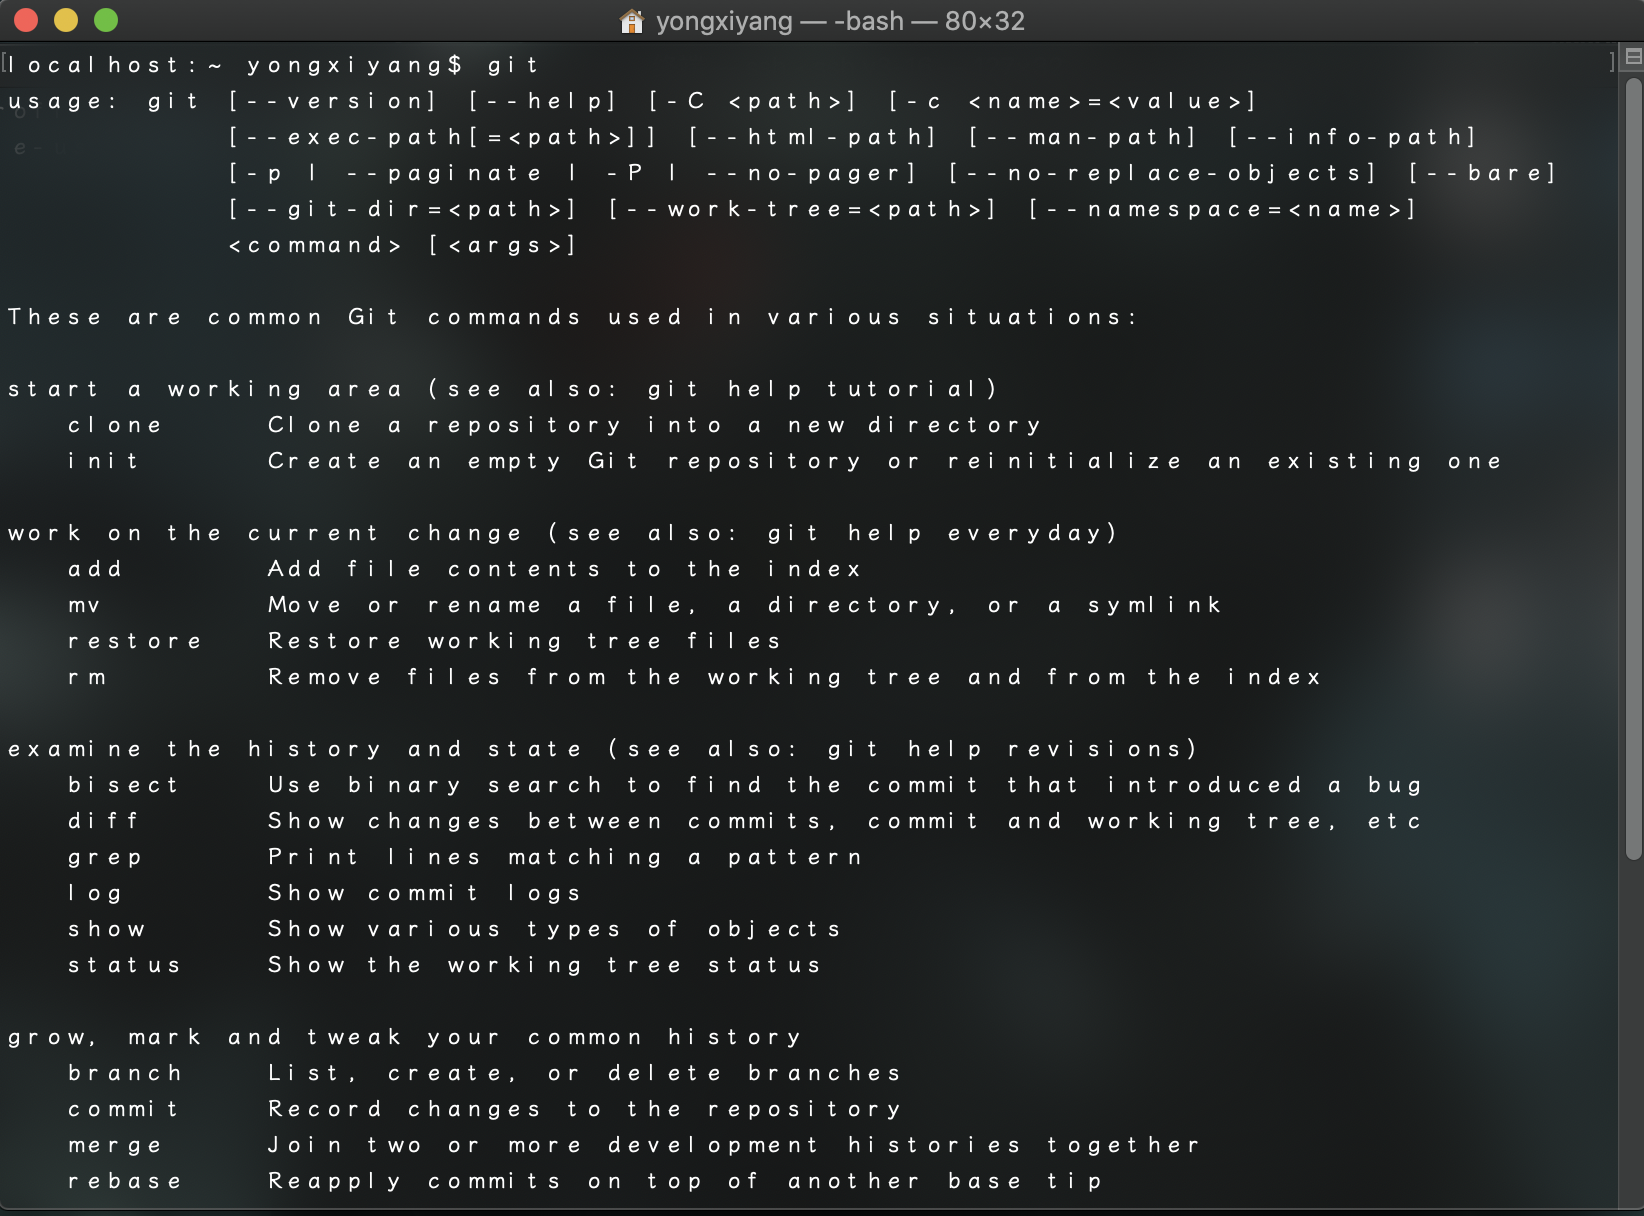 yongxiyang — -bash — 80×32
localhost:~ yongxiyang$ git
usage: git [--version] [--help] [-C <path>] [-c <name>=<value>]
           [--exec-path[=<path>]] [--html-path] [--man-path] [--info-path]
           [-p | --paginate | -P | --no-pager] [--no-replace-objects] [--bare]
           [--git-dir=<path>] [--work-tree=<path>] [--namespace=<name>]
           <command> [<args>]

These are common Git commands used in various situations:

start a working area (see also: git help tutorial)
   clone     Clone a repository into a new directory
   init      Create an empty Git repository or reinitialize an existing one

work on the current change (see also: git help everyday)
   add       Add file contents to the index
   mv        Move or rename a file, a directory, or a symlink
   restore   Restore working tree files
   rm        Remove files from the working tree and from the index

examine the history and state (see also: git help revisions)
   bisect    Use binary search to find the commit that introduced a bug
   diff      Show changes between commits, commit and working tree, etc
   grep      Print lines matching a pattern
   log       Show commit logs
   show      Show various types of objects
   status    Show the working tree status

grow, mark and tweak your common history
   branch    List, create, or delete branches
   commit    Record changes to the repository
   merge     Join two or more development histories together
   rebase    Reapply commits on top of another base tip